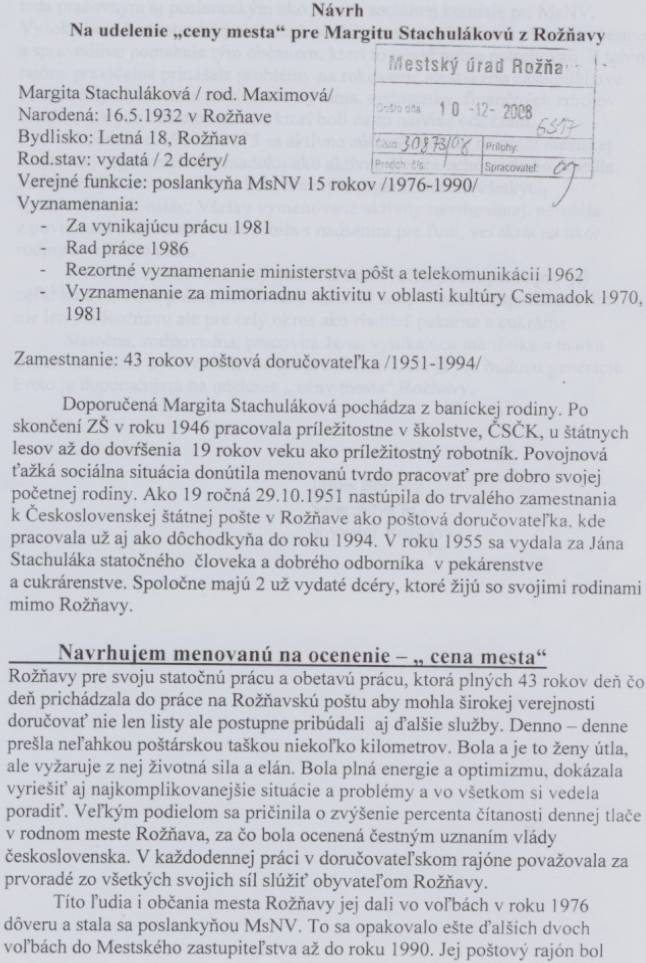 Návrh
Na udelenie „ceny mesta“ pre Margitu Stachulákovú z Rožňavy
Mestský úrad Rožňa
Margita Stachuláková / rod. Maximová/
Došlo dňa: 10 -12- 2008
6517
Narodená: 16.5.1932 v Rožňave
Bydlisko: Letná 18, Rožňava
Číslo: 30873/08 Prílohy:
Rod.stav: vydatá / 2 dcéry/
Spracovateľ:
Verejné funkcie: poslankyňa MsNV 15 rokov /1976-1990/
Vyznamenania:
- Za vynikajúcu prácu 1981
- Rad práce 1986
- Rezortné vyznamenanie ministerstva pôšt a telekomunikácií 1962
- Vyznamenanie za mimoriadnu aktivitu v oblasti kultúry Csemadok 1970,
1981
Zamestnanie: 43 rokov poštová doručovateľka /1951-1994/
Doporučená Margita Stachuláková pochádza z baníckej rodiny. Po
skončení ZŠ v roku 1946 pracovala príležitostne v školstve, ČSČK, u štátnych
lesov až do dovŕšenia 19 rokov veku ako príležitostný robotník. Povojnová
ťažká sociálna situácia donútila menovanú tvrdo pracovať pre dobro svojej
početnej rodiny. Ako 19 ročná 29.10.1951 nastúpila do trvalého zamestnania
k Československej štátnej pošte v Rožňave ako poštová doručovateľka, kde
pracovala už aj ako dôchodkyňa do roku 1994. V roku 1955 sa vydala za Jána
Stachuláka statočného človeka a dobrého odborníka v pekárenstve
a cukrárenstve. Spoločne majú 2 už vydaté dcéry, ktoré žijú so svojimi rodinami
mimo Rožňavy.
Navrhujem menovanú na ocenenie – „ cena mesta“
Rožňavy pre svoju statočnú prácu a obetavú prácu, ktorá plných 43 rokov deň čo
deň prichádzala do práce na Rožňavskú poštu aby mohla širokej verejnosti
doručovať nie len listy ale postupne pribúdali aj ďalšie služby. Denno – denne
prešla neľahkou poštárskou taškou niekoľko kilometrov. Bola a je to ženy útla,
ale vyžaruje z nej životná sila a elán. Bola plná energie a optimizmu, dokázala
vyriešiť aj najkomplikovanejšie situácie a problémy a vo všetkom si vedela
poradiť. Veľkým podielom sa pričinila o zvýšenie percenta čítanosti dennej tlače
v rodnom meste Rožňava, za čo bola ocenená čestným uznaním vlády
československa. V každodennej práci v doručovateľskom rajóne považovala za
prvoradé zo všetkých svojich síl slúžiť obyvateľom Rožňavy.
Títo ľudia i občania mesta Rožňavy jej dali vo voľbách v roku 1976
dôveru a stala sa poslankyňou MsNV. To sa opakovalo ešte ďalších dvoch
voľbách do Mestského zastupiteľstva až do roku 1990. Jej poštový rajón bol